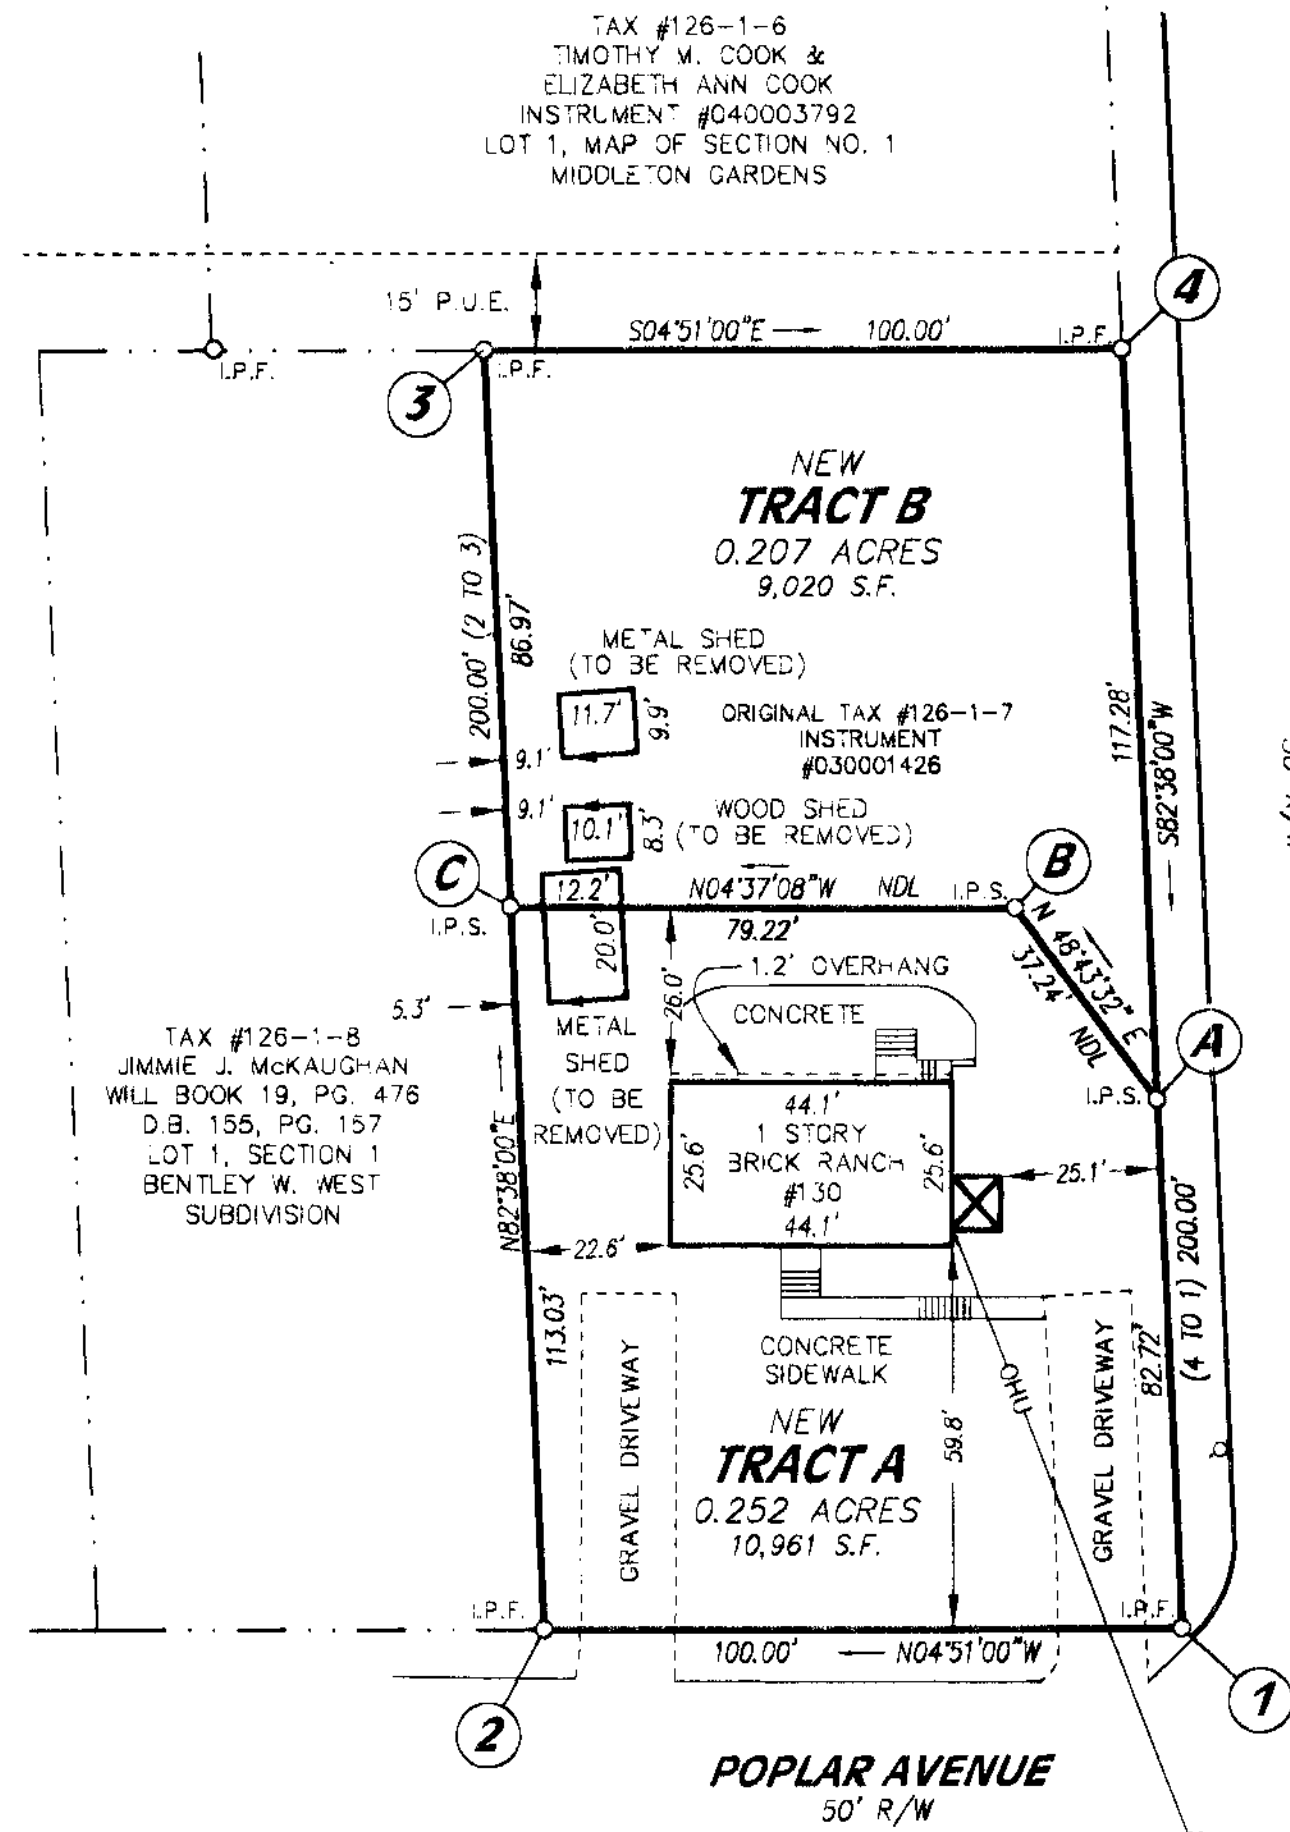 TAX #126-1-6
TIMOTHY M. COOK &
ELIZABETH ANN COOK
INSTRUMENT #040003792
LOT 1, MAP OF SECTION NO. 1
MIDDLETON GARDENS
15' P.U.E.
S04°51'00"E
100.00'
I.P.F.
4
I.P.F.
I.P.F.
3
NEW
TRACT B
0.207 ACRES
9,020 S.F.
200.00' (2 TO 3)
86.97'
METAL SHED
(TO BE REMOVED)
11.7'
9.9'
ORIGINAL TAX #126-1-7
INSTRUMENT
#030001426
117.28'
S82°38'00"W
9.1'
9.1'
10.1'
8.3'
WOOD SHED
(TO BE REMOVED)
C
B
12.2'
20.0'
N04°37'08"W NDL
I.P.S.
I.P.S.
79.22'
N 48°43'32" E
37.24' NDL
1.2' OVERHANG
26.0'
CONCRETE
5.3'
METAL
SHED
(TO BE
REMOVED)
A
I.P.S.
TAX #126-1-8
JIMMIE J. McKAUGHAN
WILL BOOK 19, PG. 476
D.B. 155, PG. 157
LOT 1, SECTION 1
BENTLEY W. WEST
SUBDIVISION
N82°38'00"E
44.1'
1 STORY
BRICK RANCH
#130
44.1'
25.6'
25.6'
25.1'
22.6'
113.03'
(4 TO 1) 200.00'
82.72'
CONCRETE
SIDEWALK
OHU
GRAVEL DRIVEWAY
GRAVEL DRIVEWAY
59.8'
NEW
TRACT A
0.252 ACRES
10,961 S.F.
I.P.F.
I.P.F.
100.00'
N04°51'00"W
2
1
POPLAR AVENUE
50' R/W